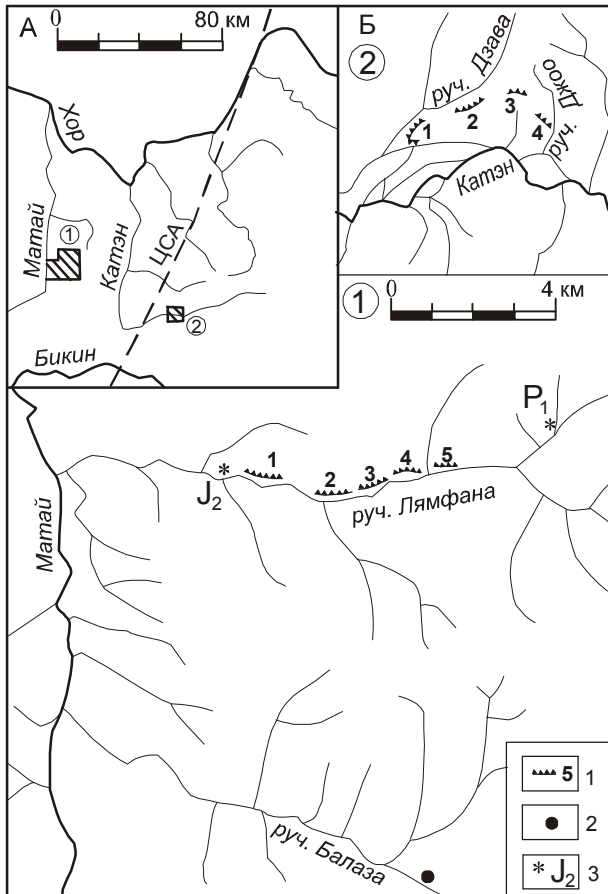 А
0 80 км
Хор
Матай
1
Катэн
ЦСА
2
Бикин
Б
2
руч. Дзава
руч. Джоо
1
2
3
4
Катэн
1
0 4 км
P1
J2
1
2
3
4
5
руч. Лямфана
Матай
руч. Балаза
5 1
2
* J2 3